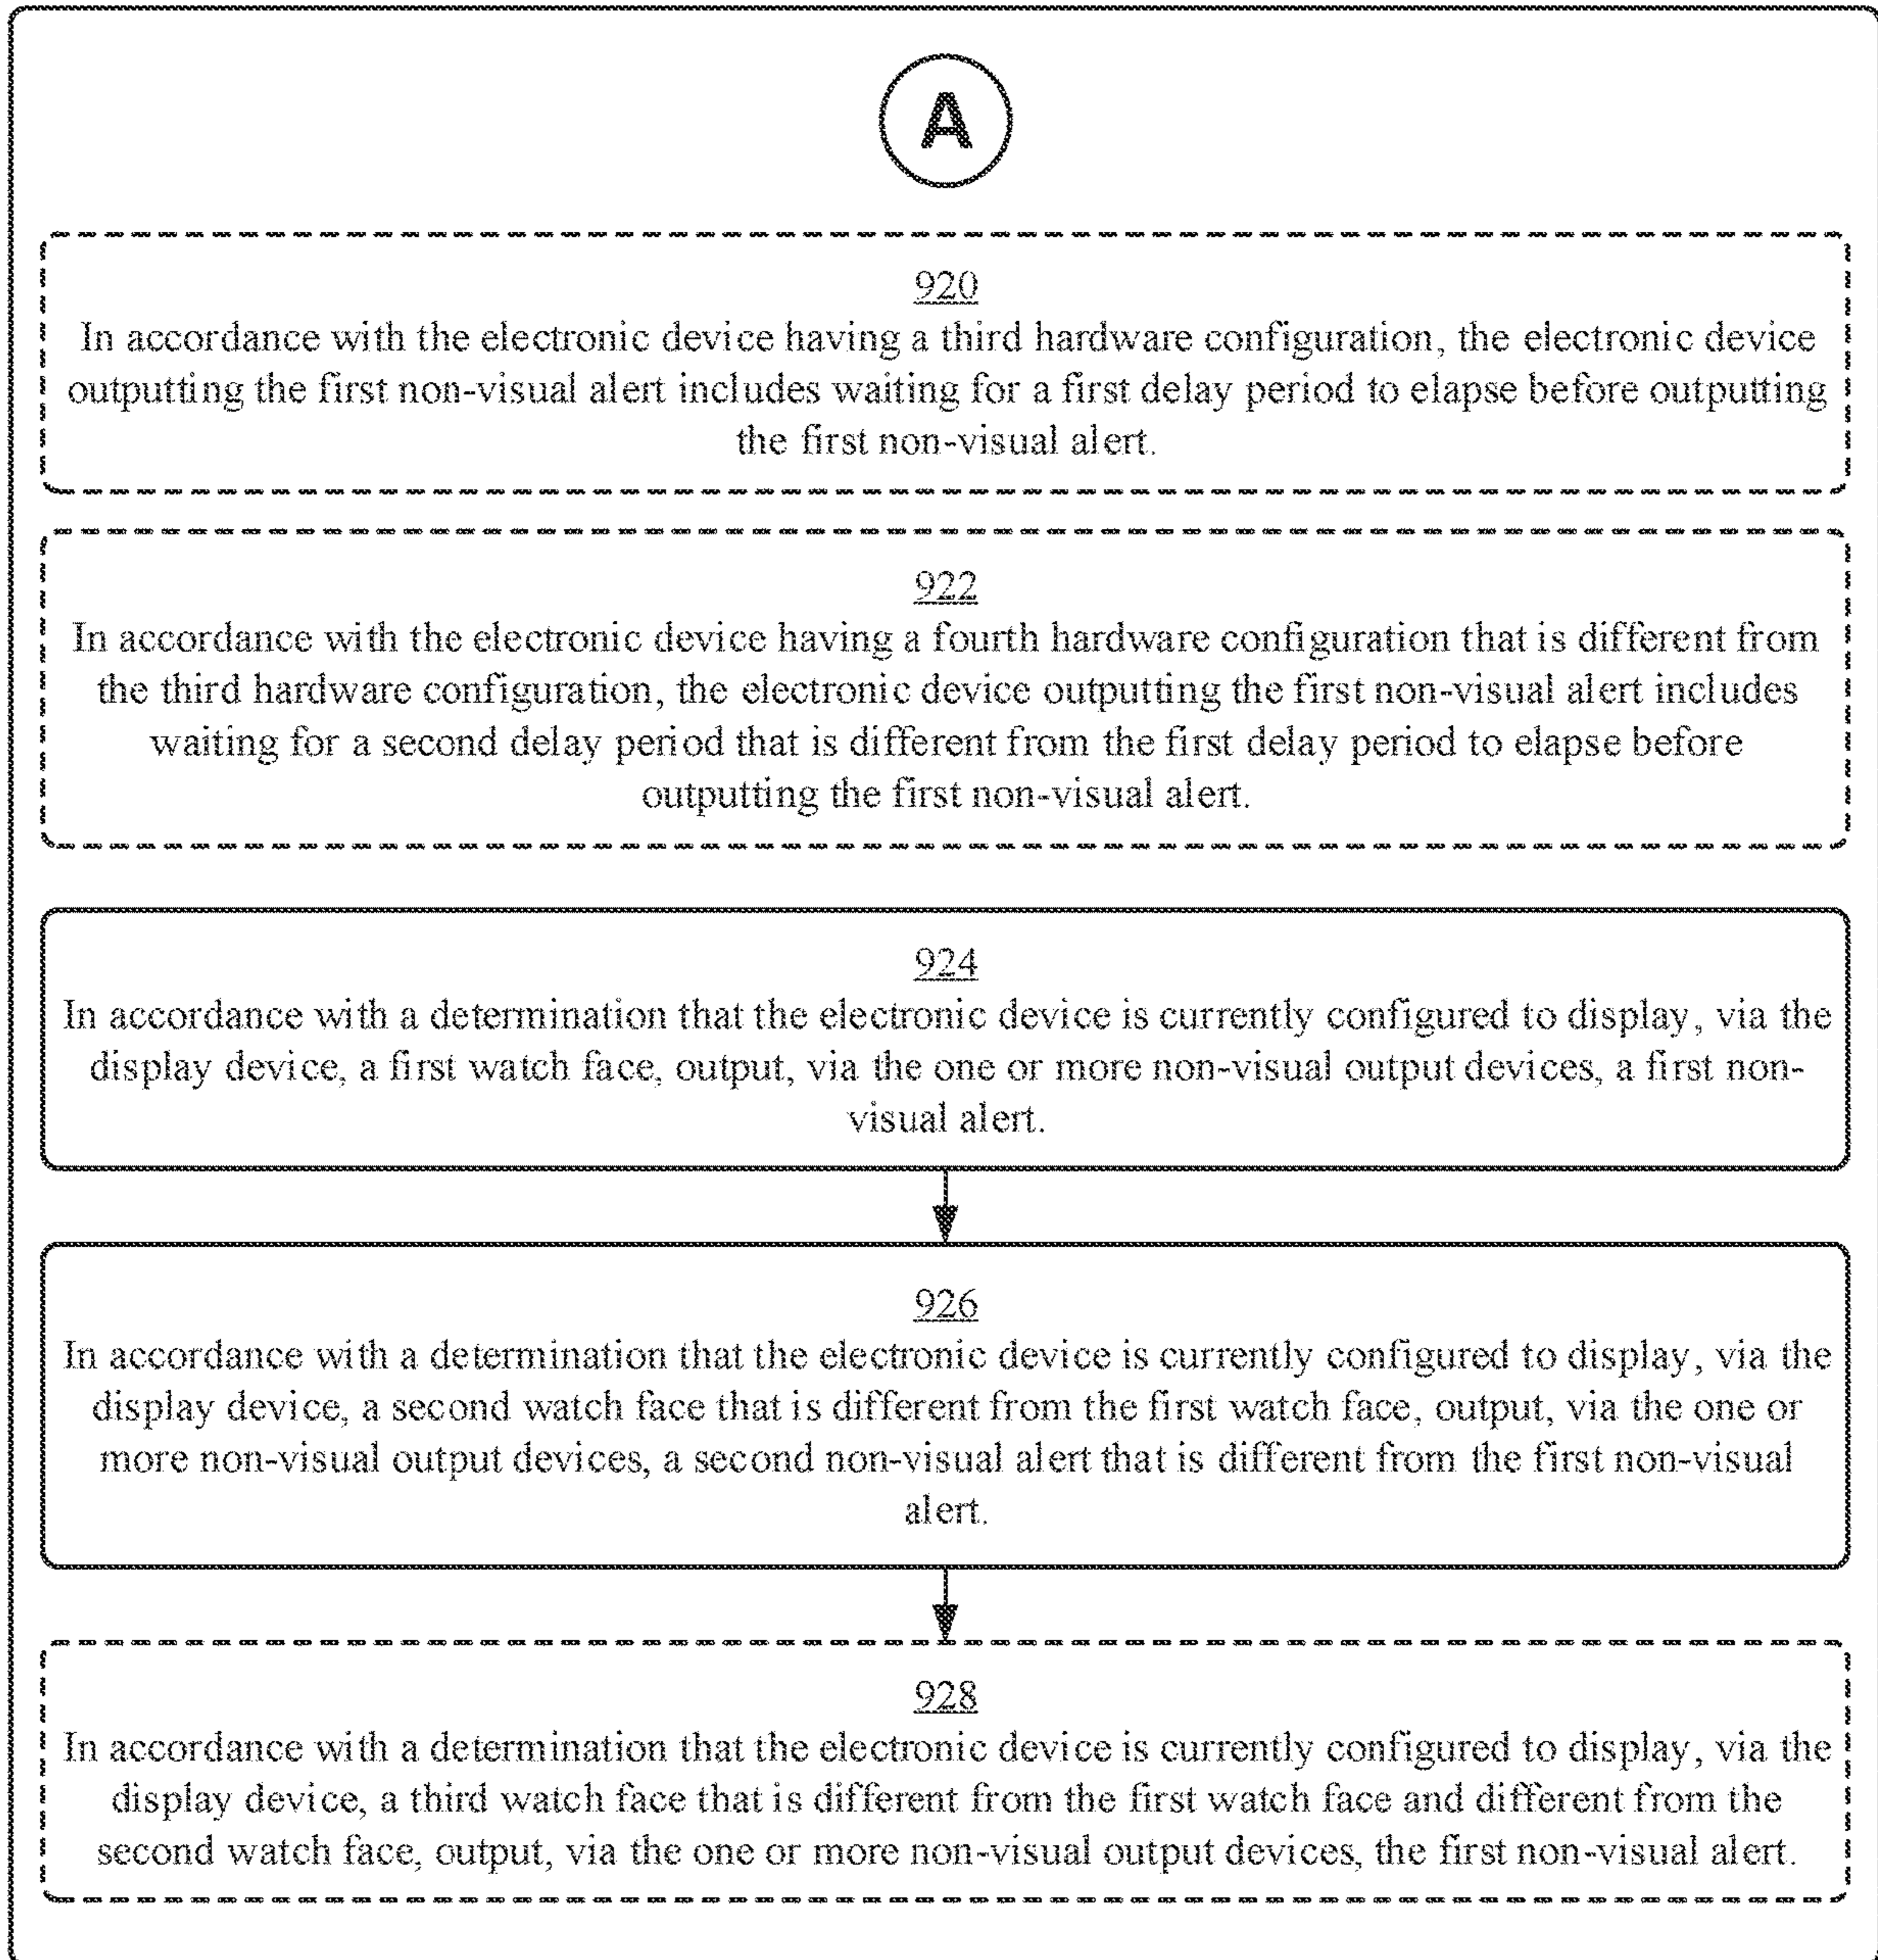 A
920
In accordance with the electronic device having a third hardware configuration, the electronic device
outputting the first non-visual alert includes waiting for a first delay period to elapse before outputting
the first non-visual alert.
922
In accordance with the electronic device having a fourth hardware configuration that is different from
the third hardware configuration, the electronic device outputting the first non-visual alert includes
waiting for a second delay period that is different from the first delay period to elapse before
outputting the first non-visual alert.
924
In accordance with a determination that the electronic device is currently configured to display, via the
display device, a first watch face, output, via the one or more non-visual output devices, a first non-
visual alert.
926
In accordance with a determination that the electronic device is currently configured to display, via the
display device, a second watch face that is different from the first watch face, output, via the one or
more non-visual output devices, a second non-visual alert that is different from the first non-visual
alert.
928
In accordance with a determination that the electronic device is currently configured to display, via the
display device, a third watch face that is different from the first watch face and different from the
second watch face, output, via the one or more non-visual output devices, the first non-visual alert.